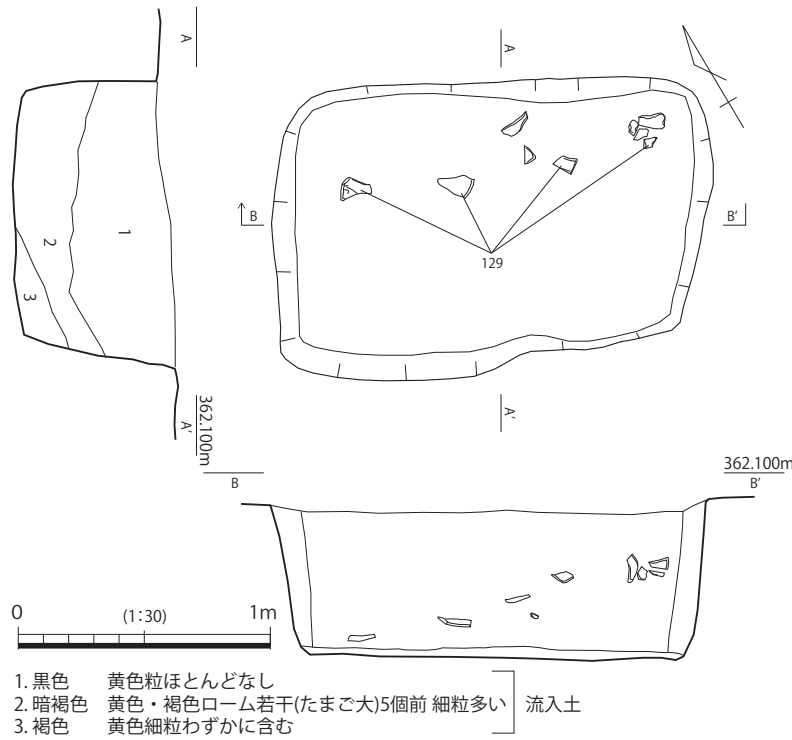 A
A
B
B'
1
2
3
129
A'
A'
362.100m
362.100m
B
B'
0 (1:30) 1m
1. 黒色 黄色粒ほとんどなし
2. 暗褐色 黄色・褐色ローム若干(たまご大)5個前 細粒多い
3. 褐色 黄色細粒わずかに含む
流入土